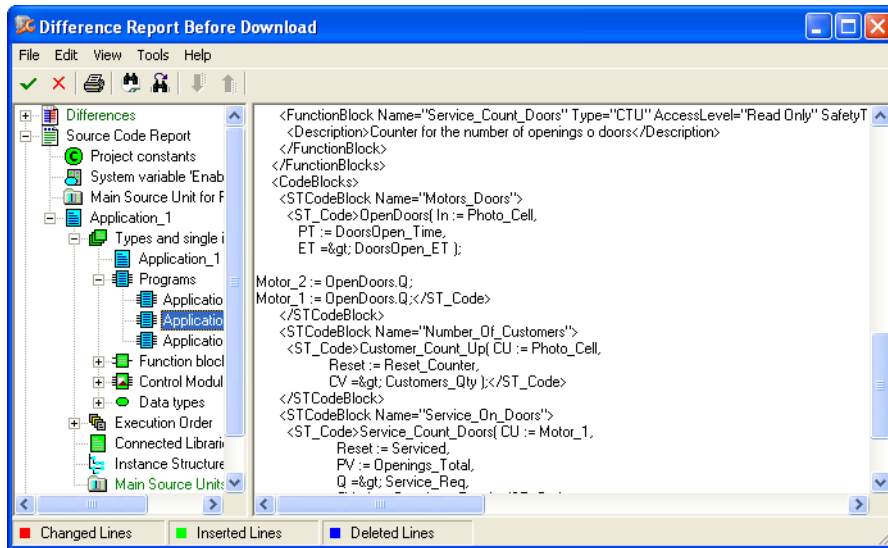 Difference Report Before Download
File Edit View Tools Help
Differences
Source Code Report
Project constants
System variable 'Enab
Main Source Unit for F
Application_1
Types and single i
Application_1
Programs
Applicatio
Applicatio
Applicatio
Function bloc
Control Modul
Data types
Execution Order
Connected Librari
Instance Structure
Main Source Units
<FunctionBlock Name="Service_Count_Doors" Type="CTU" AccessLevel="Read Only" SafetyT
<Description>Counter for the number of openings o doors</Description>
</FunctionBlock>
</FunctionBlocks>
<CodeBlocks>
<STCodeBlock Name="Motors_Doors">
<ST_Code>OpenDoors( In := Photo_Cell,
PT := DoorsOpen_Time,
ET =&gt; DoorsOpen_ET );
Motor_2 := OpenDoors.Q;
Motor_1 := OpenDoors.Q;</ST_Code>
</STCodeBlock>
<STCodeBlock Name="Number_Of_Customers">
<ST_Code>Customer_Count_Up( CU := Photo_Cell,
Reset := Reset_Counter,
CV =&gt; Customers_Qty );</ST_Code>
</STCodeBlock>
<STCodeBlock Name="Service_On_Doors">
<ST_Code>Service_Count_Doors( CU := Motor_1,
Reset := Serviced,
PV := Openings_Total,
Q =&gt; Service_Req,
Changed Lines Inserted Lines Deleted Lines